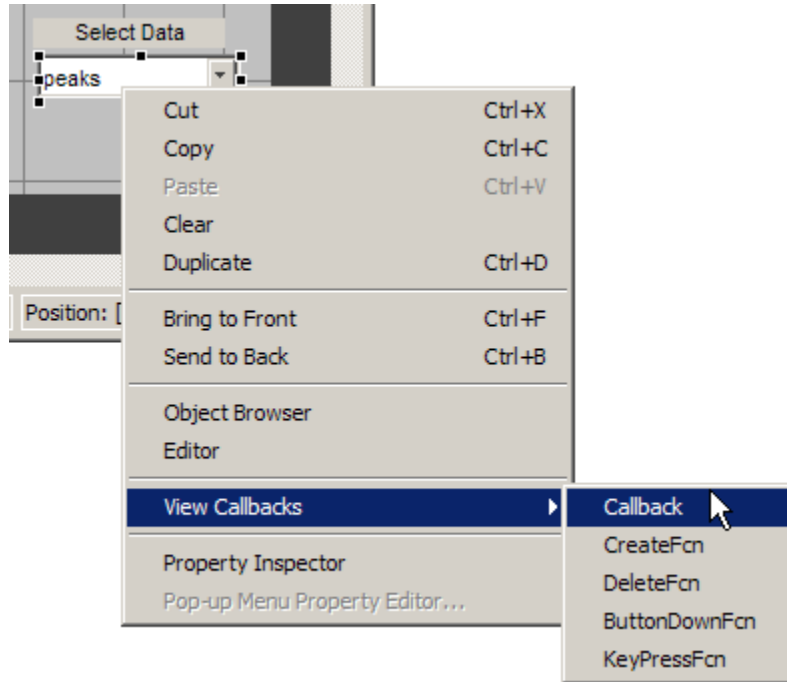 Select Data
peaks
Cut Ctrl+X
Copy Ctrl+C
Paste Ctrl+V
Clear
Duplicate Ctrl+D
Position: [
Bring to Front Ctrl+F
Send to Back Ctrl+B
Object Browser
Editor
View Callbacks
Callback
CreateFcn
DeleteFcn
ButtonDownFcn
KeyPressFcn
Property Inspector
Pop-up Menu Property Editor...